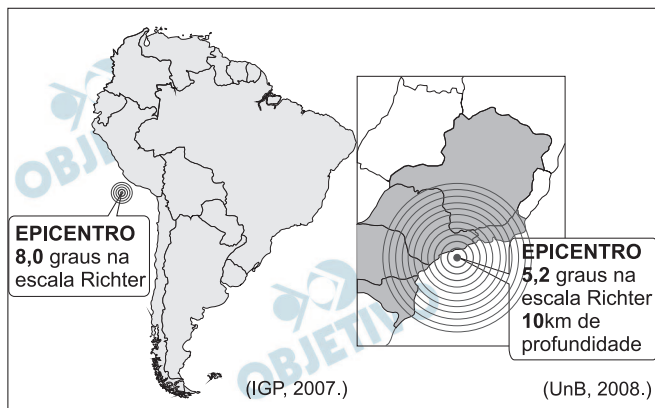 OBJETIVO
EPICENTRO
8,0 graus na
escala Richter
(IGP, 2007.)
OBJETIVO
EPICENTRO
5,2 graus na
escala Richter
10km de
profundidade
(UnB, 2008.)